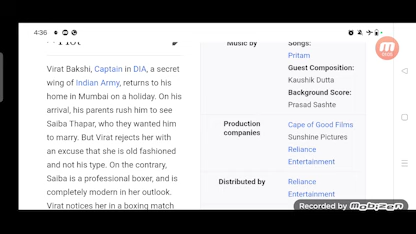 4:36
Virat Bakshi, Captain in DIA, a secret
wing of Indian Army, returns to his
home in Mumbai on a holiday. On
his arrival, his parents rush him to see
Saiba Thapar, who they wanted him
to marry. But Virat rejects her with
an excuse that she is old fashioned
and not his type. On the contrary,
Saiba is a professional boxer, and is
completely modern in her outlook.
Virat notices her in a boxing match
Music by
Songs:
Pritam
Guest Composition:
Kaushik Dutta
Background Score:
Prasad Sashte
Production
companies
Cape of Good Films
Sunshine Pictures
Reliance
Entertainment
Distributed by
Reliance
Entertainment
Recorded by Mobizen